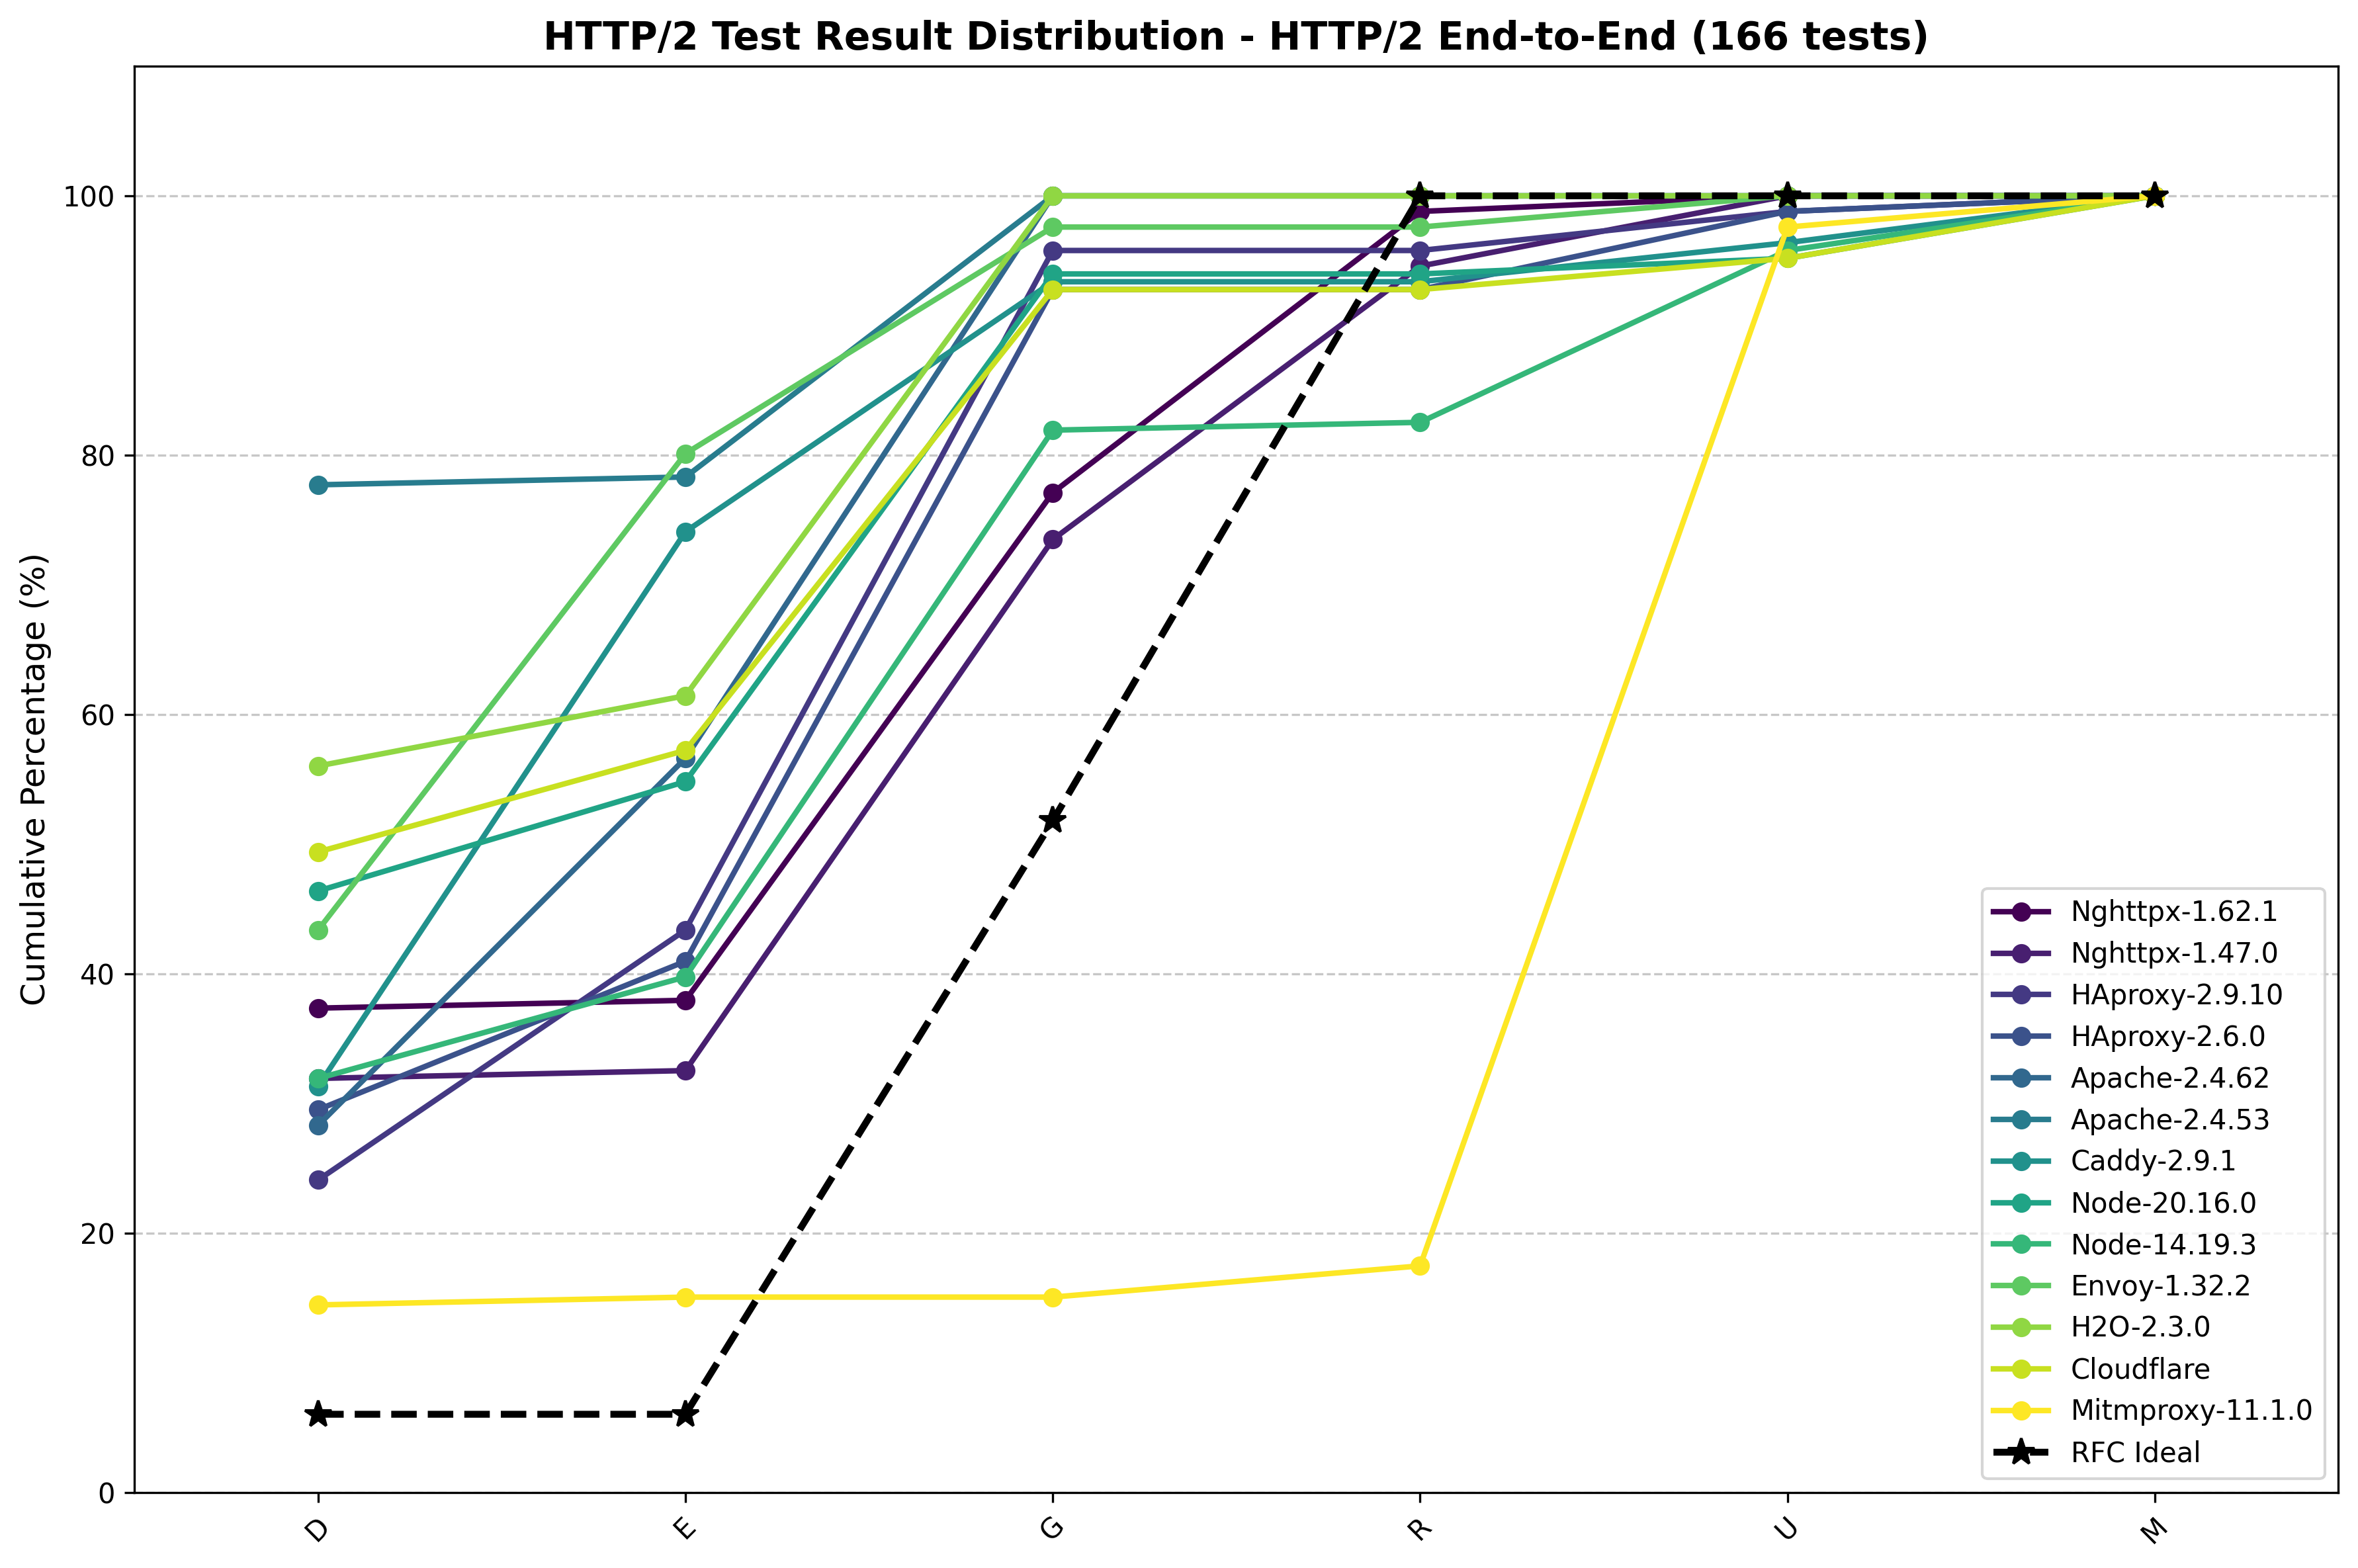 HTTP/2 Test Result Distribution - HTTP/2 End-to-End (166 tests)
Cumulative Percentage (%)
100
80
60
40
20
0
D
E
G
R
U
M
Nghttpx-1.62.1
Nghttpx-1.47.0
HAproxy-2.9.10
HAproxy-2.6.0
Apache-2.4.62
Apache-2.4.53
Caddy-2.9.1
Node-20.16.0
Node-14.19.3
Envoy-1.32.2
H2O-2.3.0
Cloudflare
Mitmproxy-11.1.0
RFC Ideal